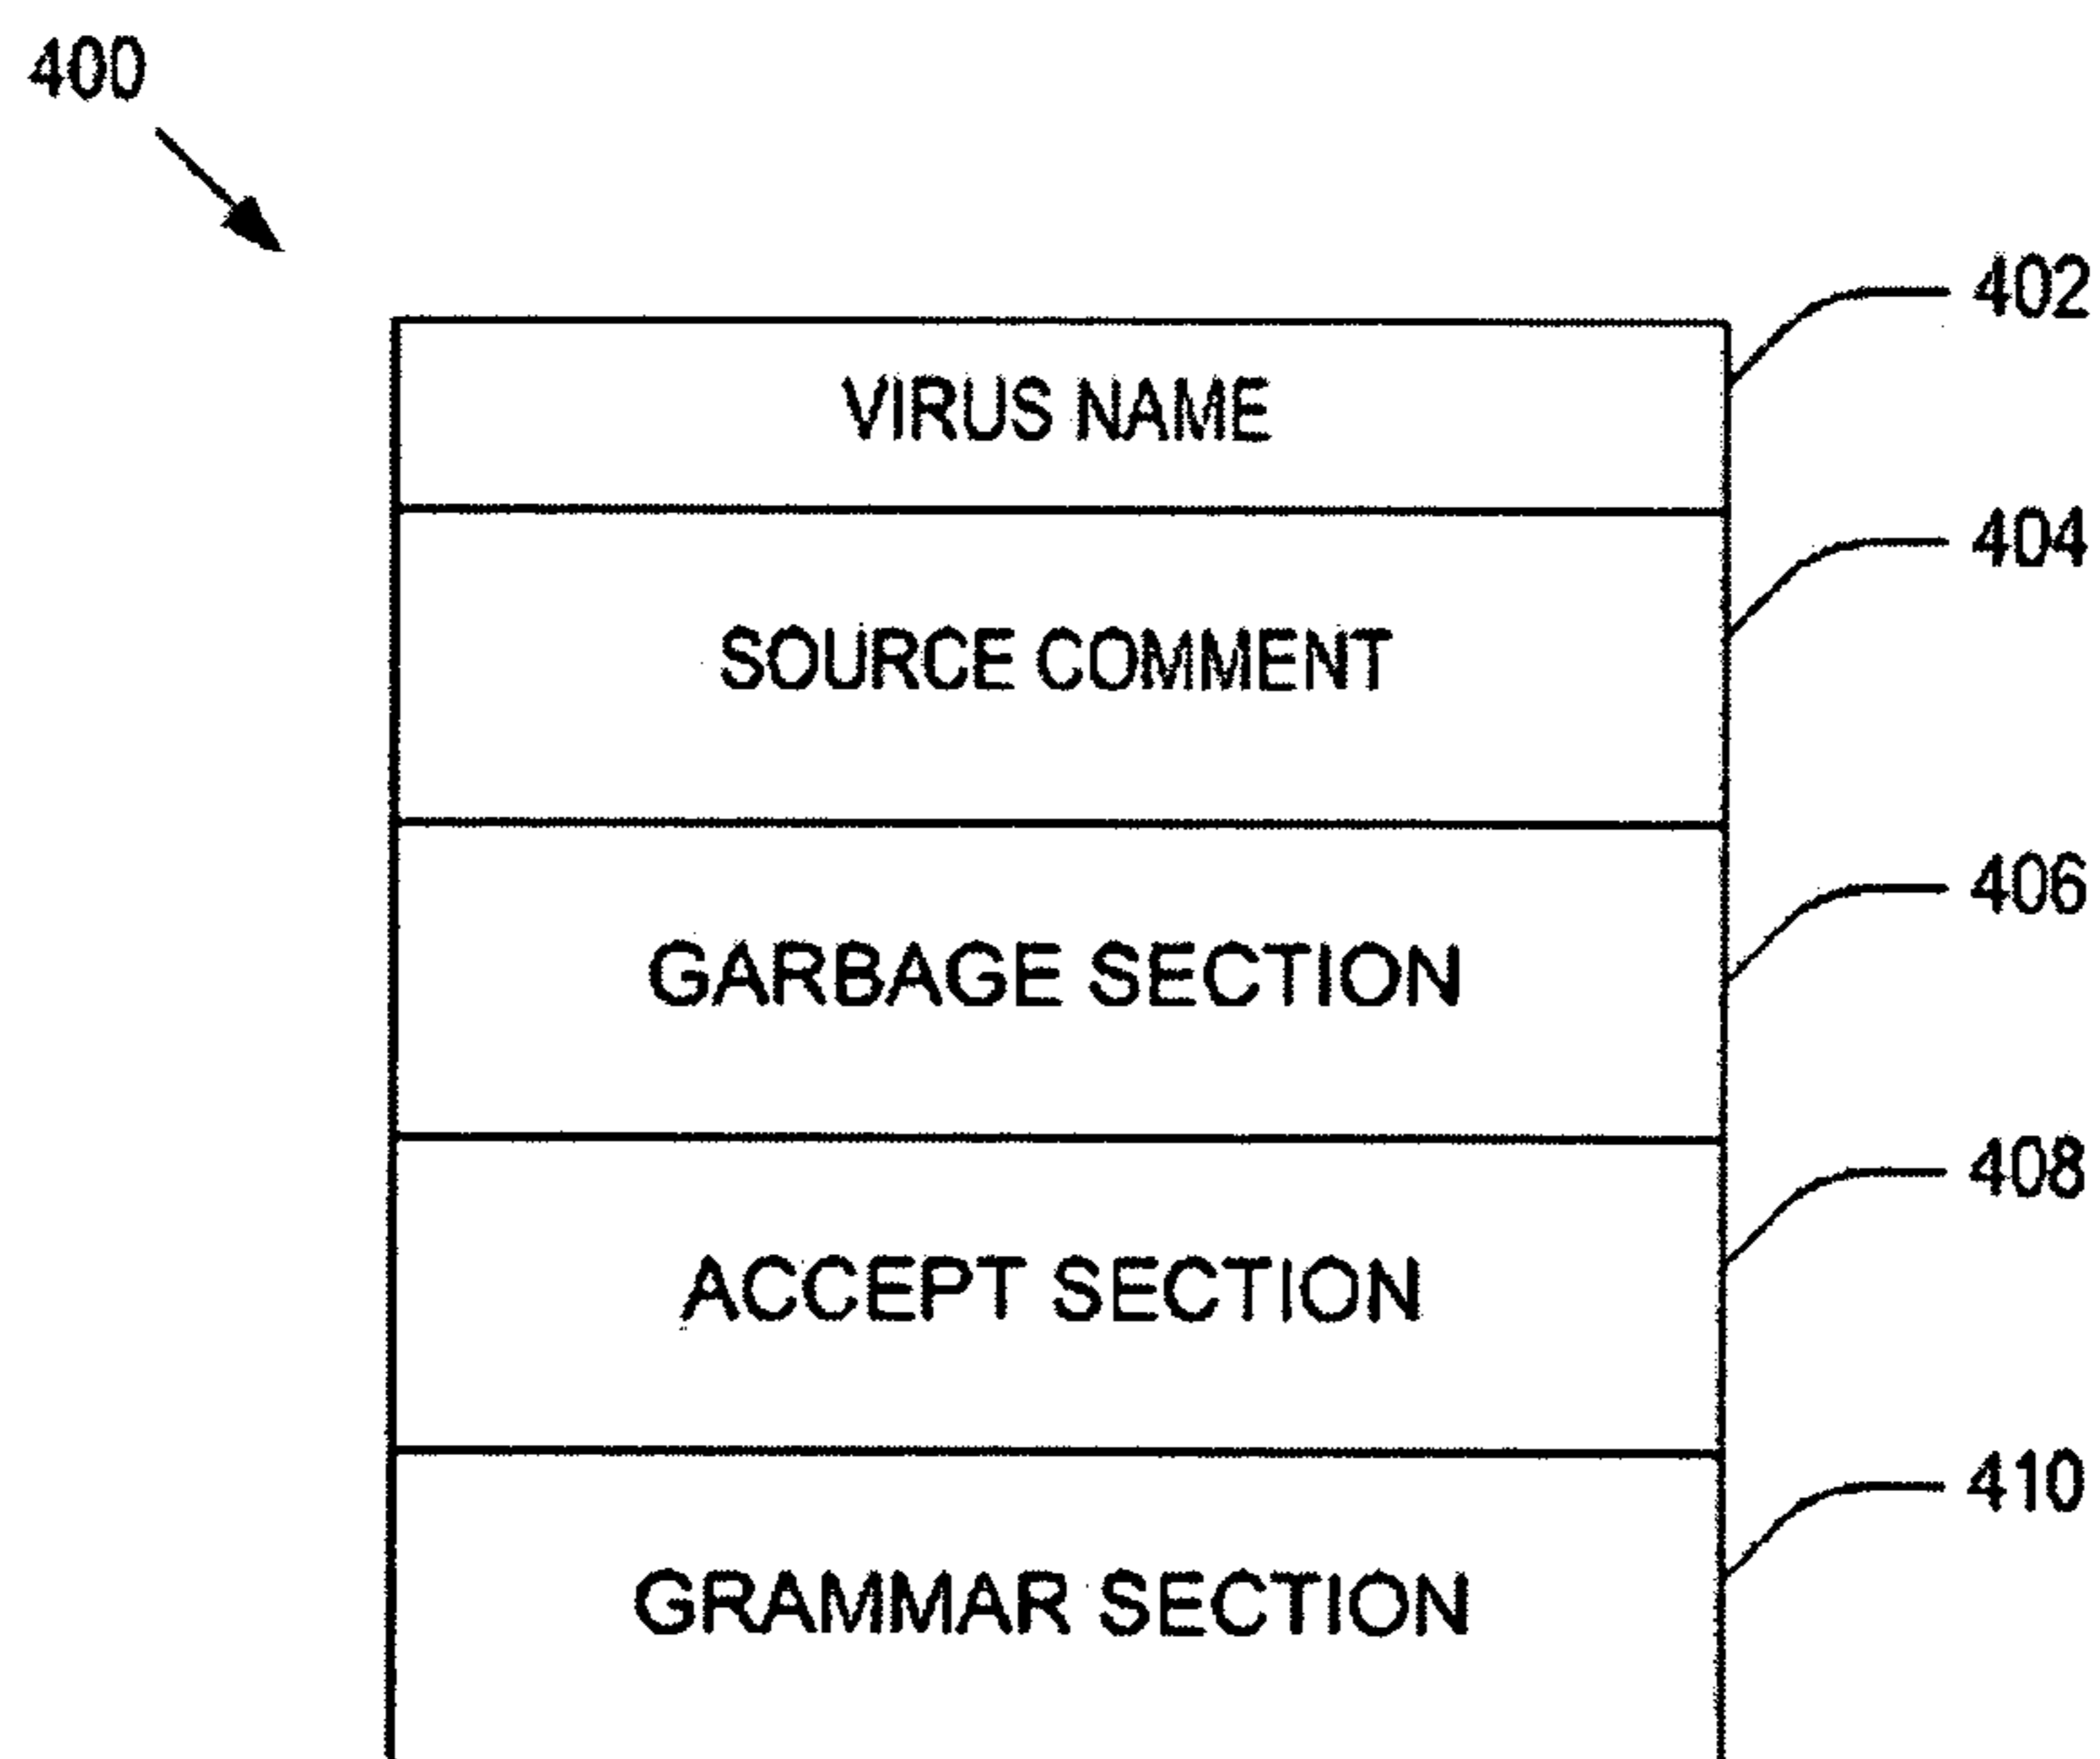 400
402
VIRUS NAME
404
SOURCE COMMENT
406
GARBAGE SECTION
408
ACCEPT SECTION
410
GRAMMAR SECTION